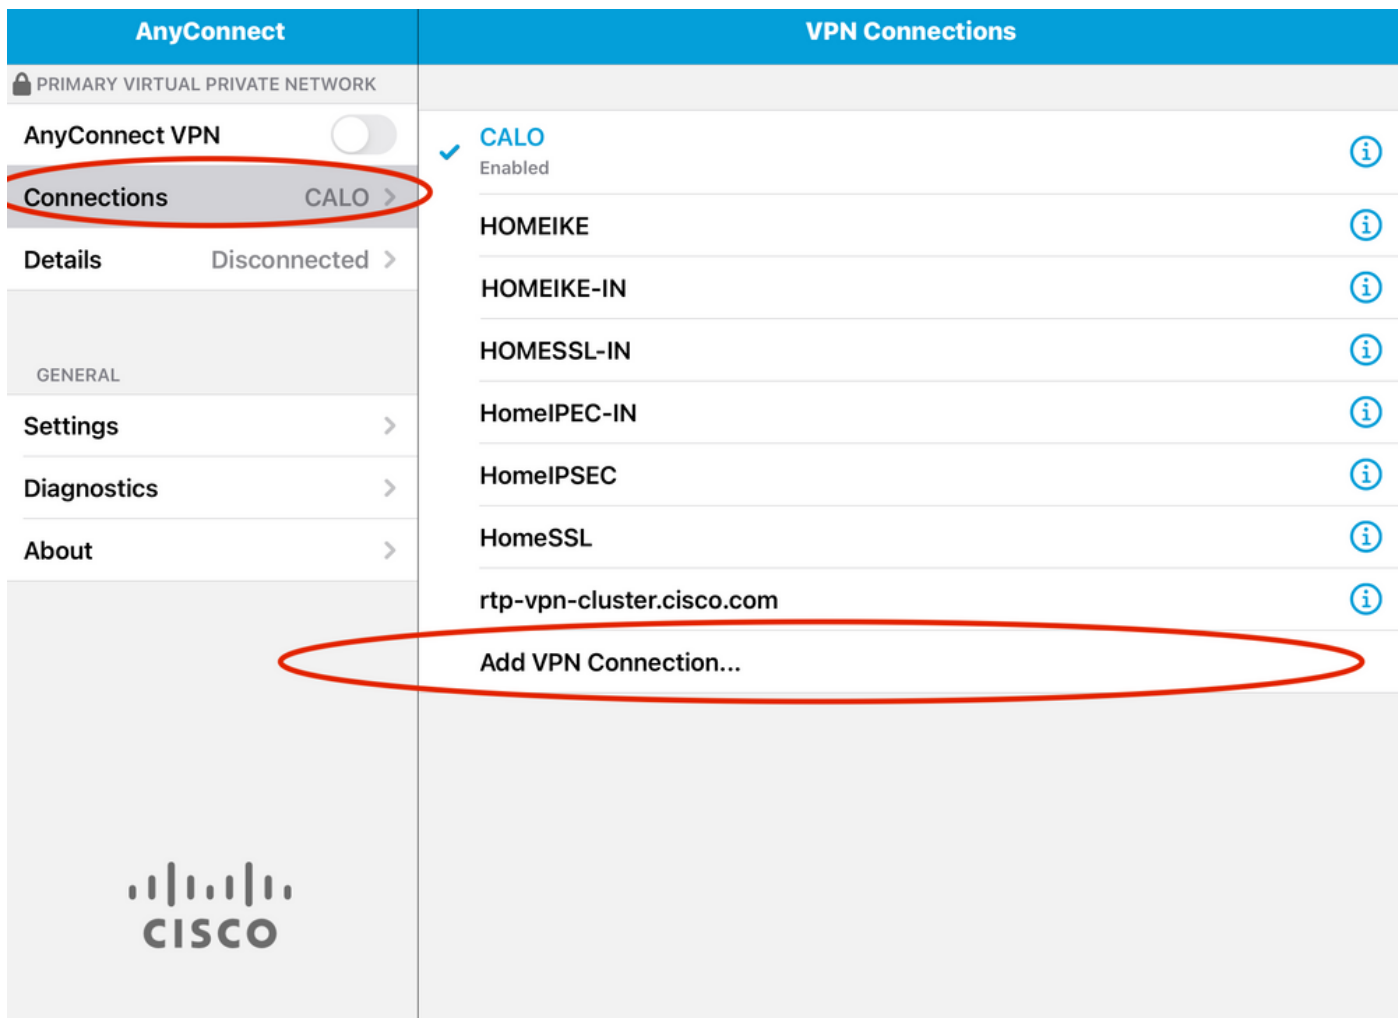 AnyConnect
PRIMARY VIRTUAL PRIVATE NETWORK
AnyConnect VPN
Connections CALO
Details Disconnected
GENERAL
Settings
Diagnostics
About
CISCO
VPN Connections
CALO
Enabled
HOMEIKE
HOMEIKE-IN
HOMESSL-IN
HomeIPEC-IN
HomeIPSEC
HomeSSL
rtp-vpn-cluster.cisco.com
Add VPN Connection...